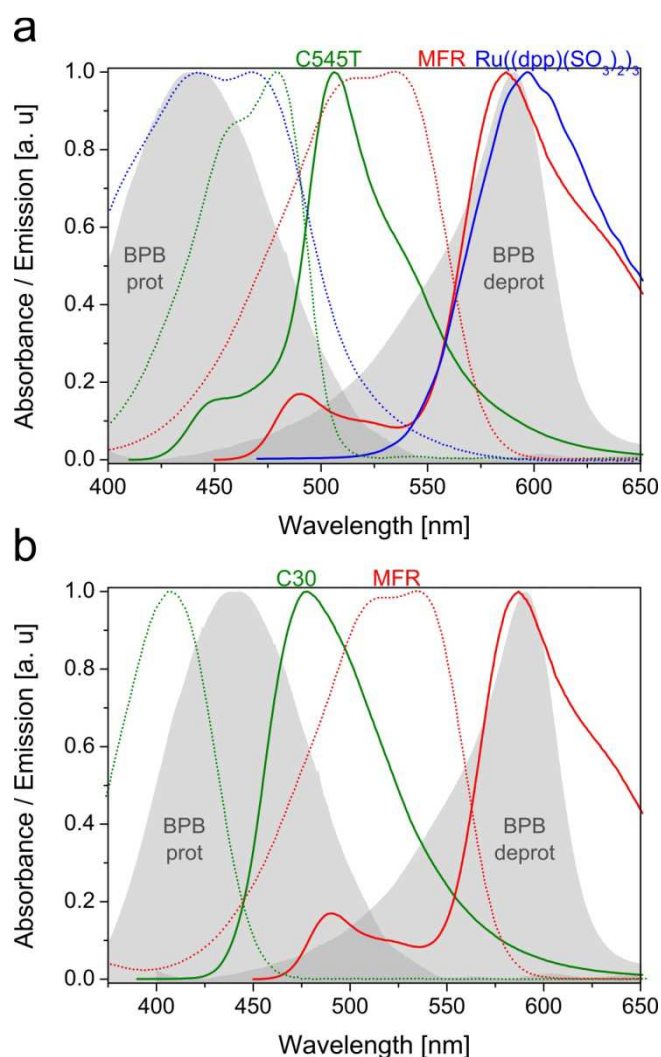 a
C545T MFR Ru((dpp)(SO3)2)3
1.0
0.8
0.6
0.4
0.2
0.0
Absorbance / Emission [a. u]
BPB
prot
BPB
deprot
400 450 500 550 600 650
Wavelength [nm]
b
C30 MFR
1.0
0.8
0.6
0.4
0.2
0.0
Absorbance / Emission [a. u]
BPB
prot
BPB
deprot
400 450 500 550 600 650
Wavelength [nm]